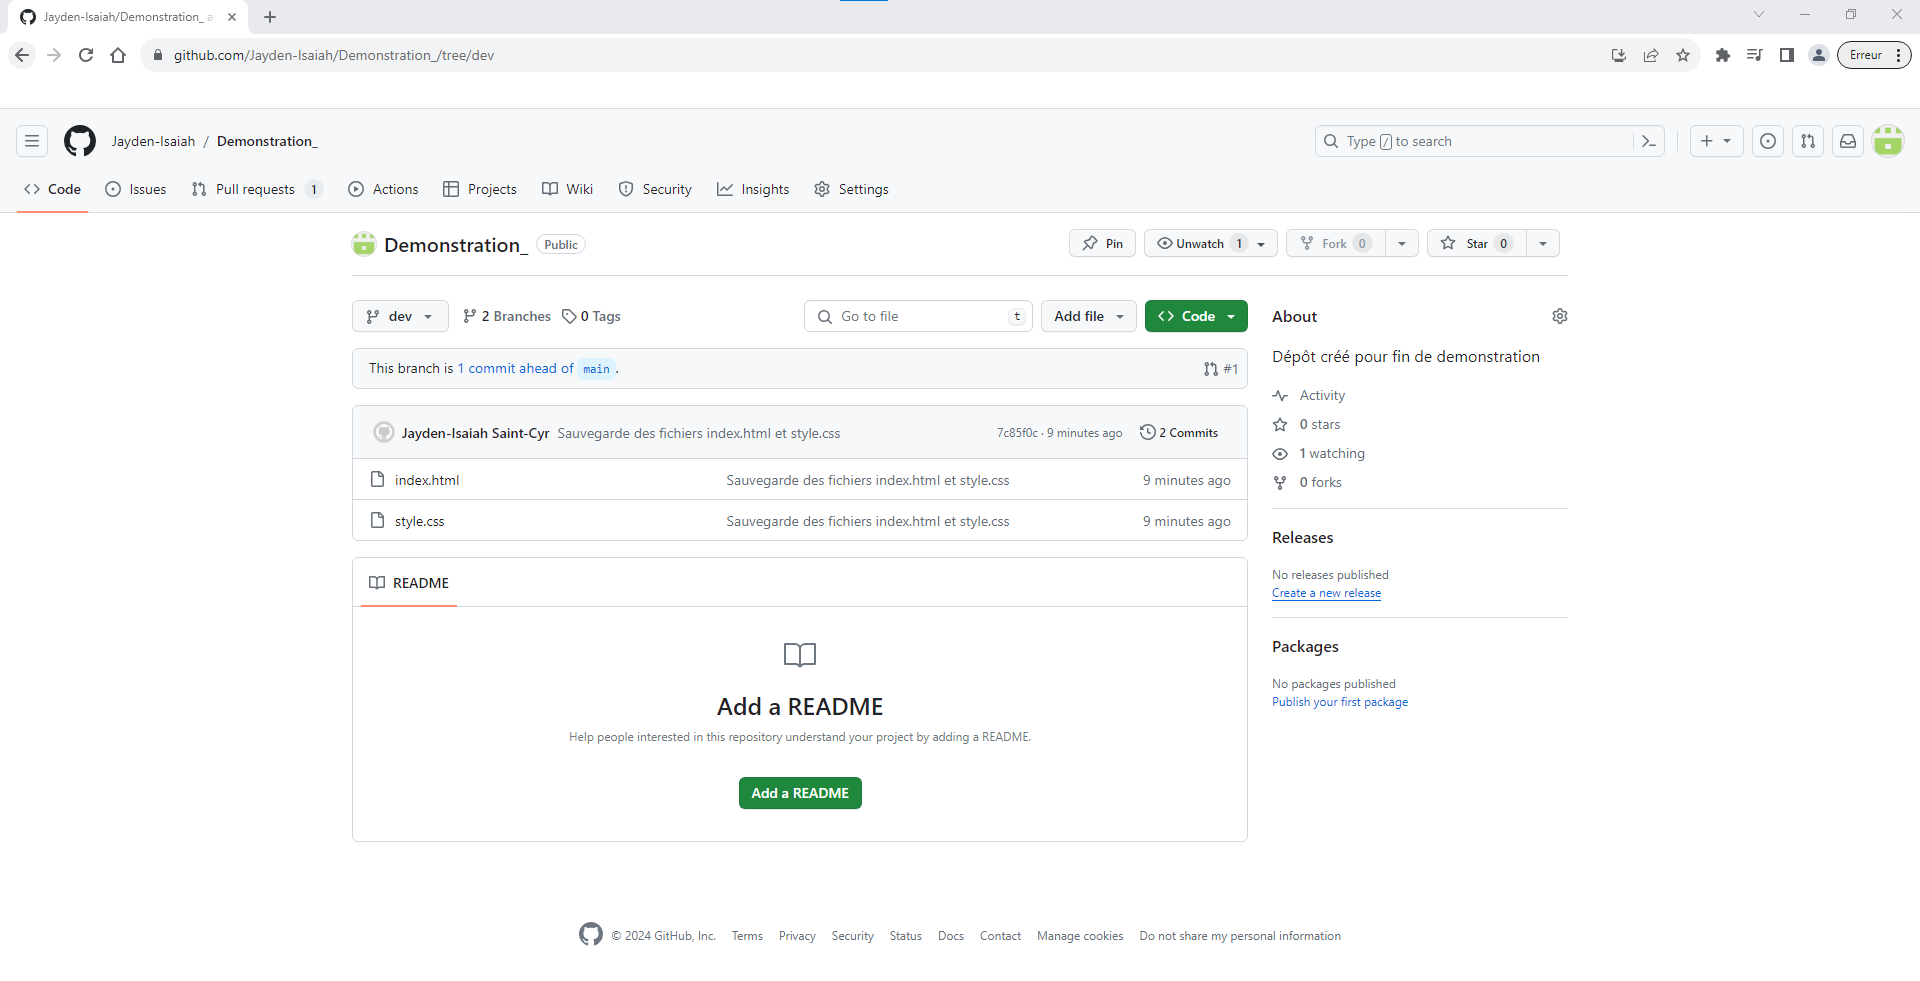 Jayden-Isaiah/Demonstration_ a
github.com/Jayden-Isaiah/Demonstration_/tree/dev
Erreur
Jayden-Isaiah / Demonstration_
Type / to search
Code Issues Pull requests 1 Actions Projects Wiki Security Insights Settings
Demonstration_ Public
Pin Unwatch 1 Fork 0 Star 0
dev 2 Branches 0 Tags
Go to file t Add file Code
This branch is 1 commit ahead of main .
#1
Jayden-Isaiah Saint-Cyr Sauvegarde des fichiers index.html et style.css 7c85f0c · 9 minutes ago 2 Commits
index.html Sauvegarde des fichiers index.html et style.css 9 minutes ago
style.css Sauvegarde des fichiers index.html et style.css 9 minutes ago
README
Add a README
Help people interested in this repository understand your project by adding a README.
Add a README
About
Dépôt créé pour fin de demonstration
Activity
0 stars
1 watching
0 forks
Releases
No releases published
Create a new release
Packages
No packages published
Publish your first package
© 2024 GitHub, Inc. Terms Privacy Security Status Docs Contact Manage cookies Do not share my personal information